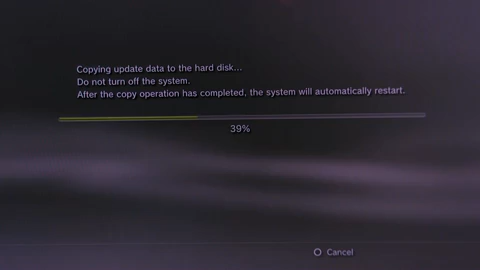 Copying update data to the hard disk...
Do not turn off the system.
After the copy operation has completed, the system will automatically restart.
39%
Cancel